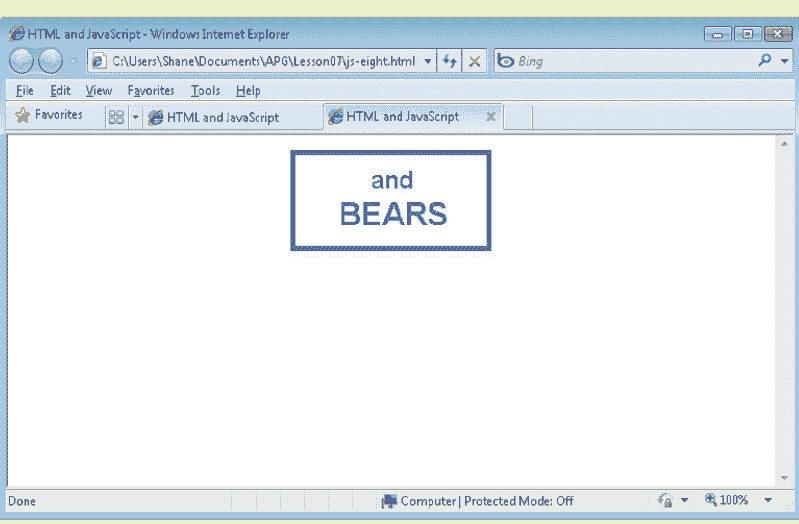 HTML and JavaScript - Windows Internet Explorer
C:\Users\Shane\Documents\APG\Lesson07\js-eight.html
Bing
File Edit View Favorites Tools Help
Favorites
HTML and JavaScript
HTML and JavaScript
and
BEARS
Done
Computer | Protected Mode: Off
100%